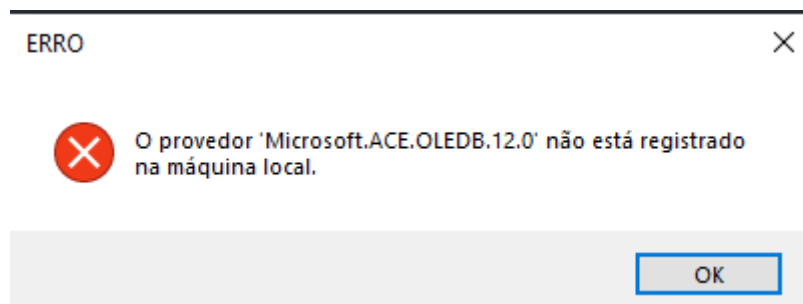 ERRO
O provedor 'Microsoft.ACE.OLEDB.12.0' não está registrado
na máquina local.
OK